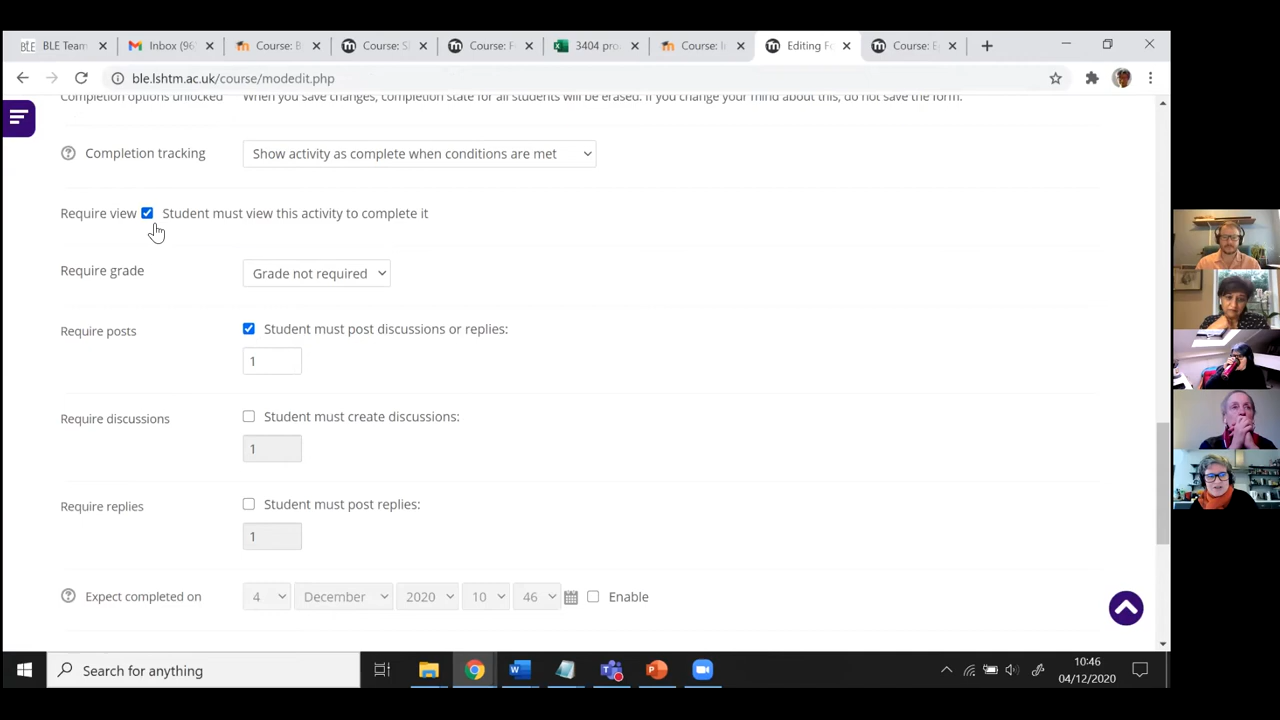 BLE BLE Team
Inbox (96
Course: B
Course: S
Course: F
3404 pro
Course: I
Editing Fo
Course: E
ble.lshtm.ac.uk/course/modedit.php
Completion options unlocked When you save changes, completion state for all students will be erased. If you change your mind about this, do not save the form.
Completion tracking Show activity as complete when conditions are met
Require view Student must view this activity to complete it
Require grade Grade not required
Require posts Student must post discussions or replies:
1
Require discussions Student must create discussions:
1
Require replies Student must post replies:
1
Expect completed on 4 December 2020 10 46 Enable
Search for anything
10:46
04/12/2020